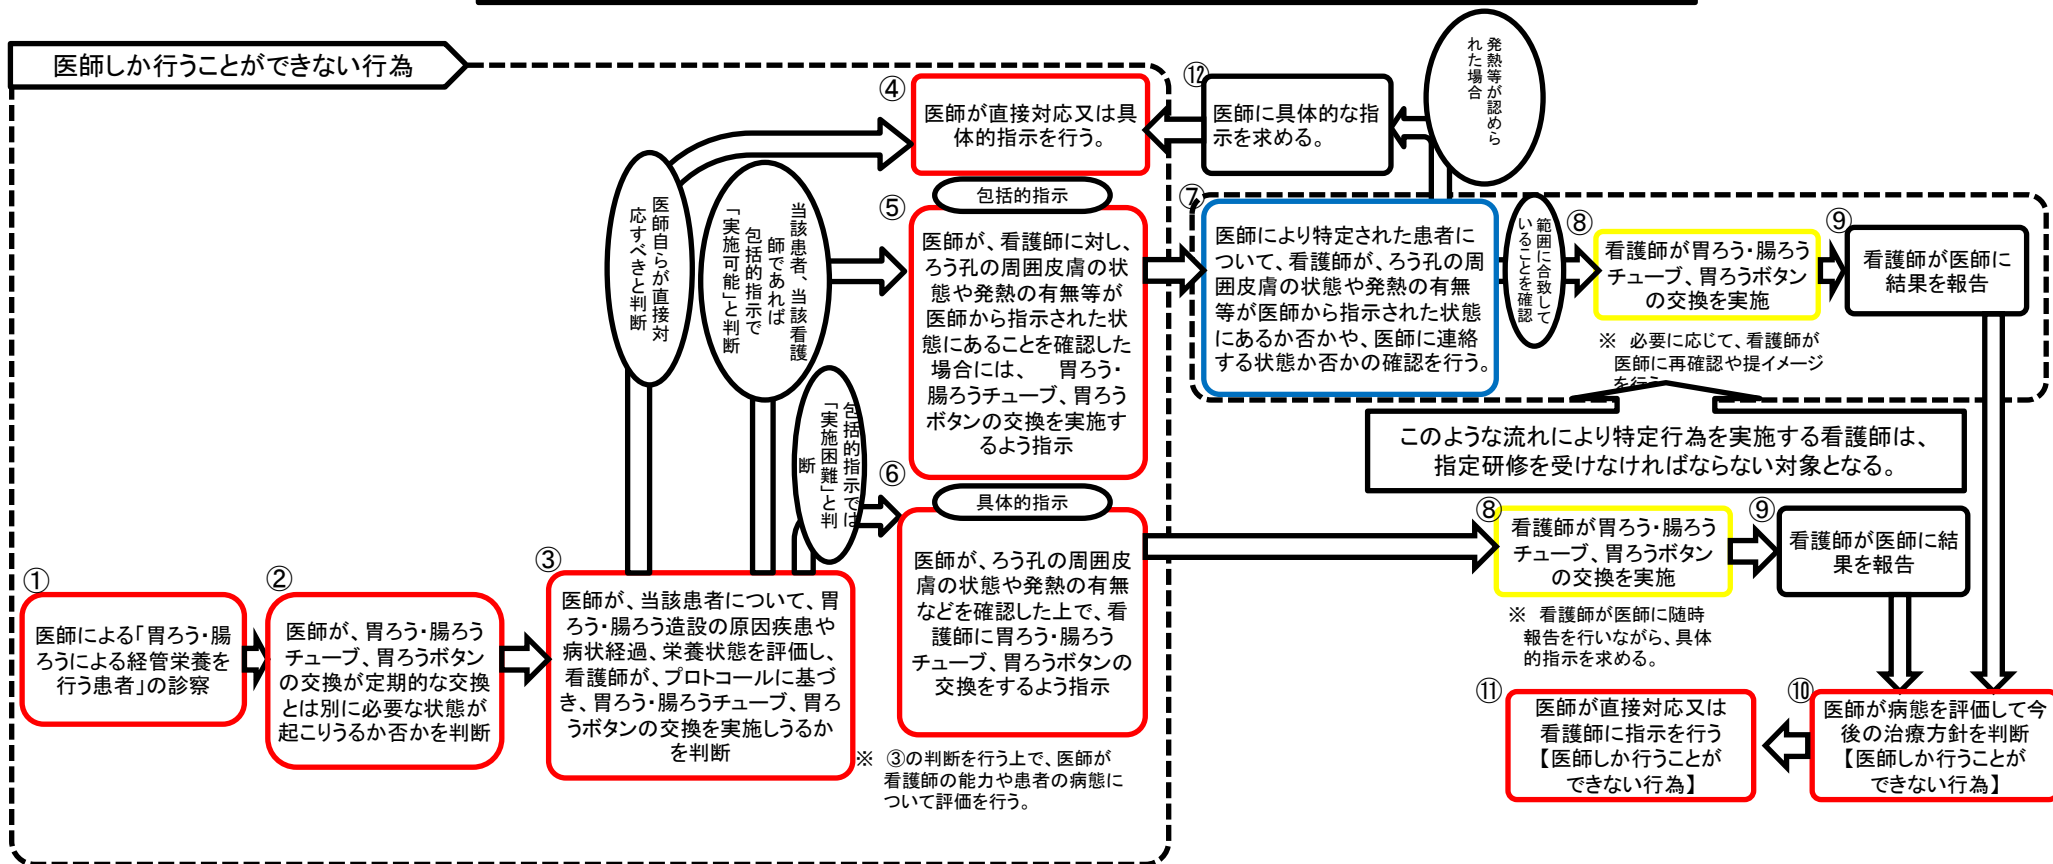 医師しか行うことができない行為
①
医師による「胃ろう・腸
ろうによる経管栄養を
行う患者」の診察
②
医師が、胃ろう・腸ろう
チューブ、胃ろうボタン
の交換が定期的な交換
とは別に必要な状態が
起こりうるか否かを判断
③
医師が、当該患者について、胃
ろう・腸ろう造設の原因疾患や
病状経過、栄養状態を評価し、
看護師が、プロトコールに基づ
き、胃ろう・腸ろうチューブ、胃ろ
うボタンの交換を実施しうるか
を判断
※ ③の判断を行う上で、医師が
看護師の能力や患者の病態に
ついて評価を行う。
医師自らが直接対
応すべきと判断
当該患者、当該看護
師であれば
包括的指示で
「実施可能」と判断
包括的指示では
「実施困難」と判
断
④
医師が直接対応又は具
体的指示を行う。
⑤
包括的指示
医師が、看護師に対し、
ろう孔の周囲皮膚の状
態や発熱の有無等が
医師から指示された状
態にあることを確認した
場合には、 胃ろう・
腸ろうチューブ、胃ろう
ボタンの交換を実施す
るよう指示
⑥
具体的指示
医師が、ろう孔の周囲皮
膚の状態や発熱の有無
などを確認した上で、看
護師に胃ろう・腸ろう
チューブ、胃ろうボタンの
交換をするよう指示
⑫
医師に具体的な指
示を求める。
発熱等が認めら
れた場合
⑦
医師により特定された患者に
ついて、看護師が、ろう孔の周
囲皮膚の状態や発熱の有無
等が医師から指示された状態
にあるか否かや、医師に連絡
する状態か否かの確認を行う。
範囲に合致して
いることを確認
⑧
看護師が胃ろう・腸ろう
チューブ、胃ろうボタン
の交換を実施
※ 必要に応じて、看護師が
医師に再確認や提イメージ
を行う
⑨
看護師が医師に
結果を報告
このような流れにより特定行為を実施する看護師は、
指定研修を受けなければならない対象となる。
⑧
看護師が胃ろう・腸ろう
チューブ、胃ろうボタン
の交換を実施
※ 看護師が医師に随時
報告を行いながら、具体
的指示を求める。
⑨
看護師が医師に結
果を報告
⑪
医師が直接対応又は
看護師に指示を行う
【医師しか行うことが
できない行為】
⑩
医師が病態を評価して今
後の治療方針を判断
【医師しか行うことが
できない行為】